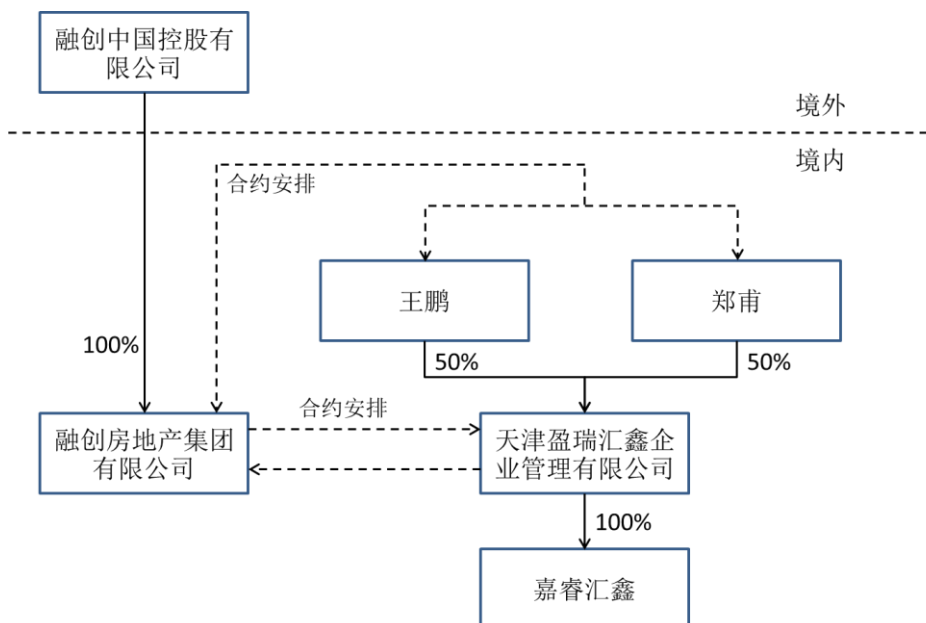 融创中国控股有
限公司
境外
境内
合约安排
王鹏
郑甫
100%
50%
50%
合约安排
融创房地产集团
有限公司
天津盈瑞汇鑫企
业管理有限公司
100%
嘉睿汇鑫